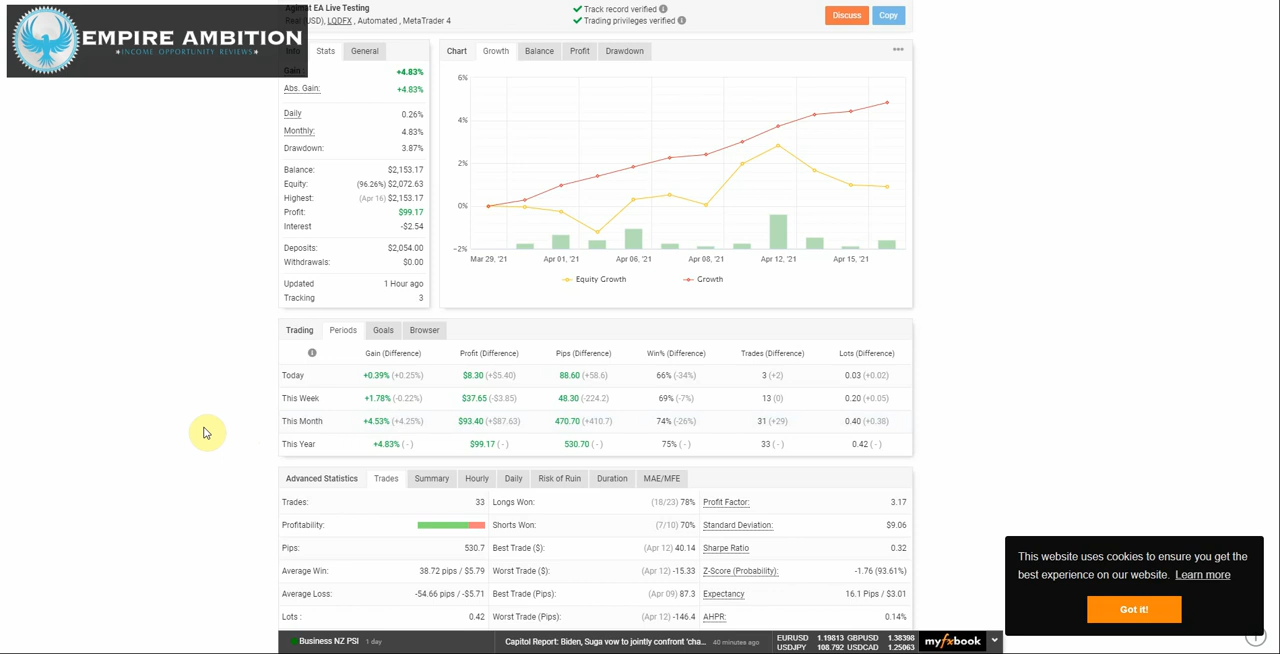 Agimat EA Live Testing
Real (USD), LQDFX , Automated , MetaTrader 4
Track record verified
Trading privileges verified
Discuss
Copy
EMPIRE AMBITION
*INCOME OPPORTUNITY REVIEWS*
Info Stats General
Gain : +4.83%
Abs. Gain: +4.83%
Daily 0.26%
Monthly: 4.83%
Drawdown: 3.87%
Balance: $2,153.17
Equity: (96.26%) $2,072.63
Highest: (Apr 16) $2,153.17
Profit: $99.17
Interest -$2.54
Deposits: $2,054.00
Withdrawals: $0.00
Updated 1 Hour ago
Tracking 3
Chart Growth Balance Profit Drawdown
6%
4%
2%
0%
-2%
Mar 29, '21 Apr 01, '21 Apr 06, '21 Apr 08, '21 Apr 12, '21 Apr 15, '21
Equity Growth Growth
Trading Periods Goals Browser
Gain (Difference) Profit (Difference) Pips (Difference) Win% (Difference) Trades (Difference) Lots (Difference)
Today +0.39% (+0.25%) $8.30 (+$5.40) 88.60 (+58.6) 66% (-34%) 3 (+2) 0.03 (+0.02)
This Week +1.78% (-0.22%) $37.65 (-$3.85) 48.30 (-224.2) 69% (-7%) 13 (0) 0.20 (+0.05)
This Month +4.53% (+4.25%) $93.40 (+$87.63) 470.70 (+410.7) 74% (-26%) 31 (+29) 0.40 (+0.38)
This Year +4.83% ( - ) $99.17 ( - ) 530.70 ( - ) 75% ( - ) 33 ( - ) 0.42 ( - )
Advanced Statistics Trades Summary Hourly Daily Risk of Ruin Duration MAE/MFE
Trades: 33 Longs Won: (18/23) 78% Profit Factor: 3.17
Profitability: Shorts Won: (7/10) 70% Standard Deviation: $9.06
Pips: 530.7 Best Trade ($): (Apr 12) 40.14 Sharpe Ratio 0.32
Average Win: 38.72 pips / $5.79 Worst Trade ($): (Apr 12) -15.33 Z-Score (Probability): -1.76 (93.61%)
Average Loss: -54.66 pips / -$5.71 Best Trade (Pips): (Apr 09) 87.3 Expectancy 16.1 Pips / $3.01
Lots : 0.42 Worst Trade (Pips): (Apr 12) -146.4 AHPR: 0.14%
Business NZ PSI 1 day Capitol Report: Biden, Suga vow to jointly confront 'cha... 40 minutes ago
EURUSD 1.19813 GBPUSD 1.38398
USDJPY 108.792 USDCAD 1.25063
myfxbook
This website uses cookies to ensure you get the
best experience on our website. Learn more
Got it!